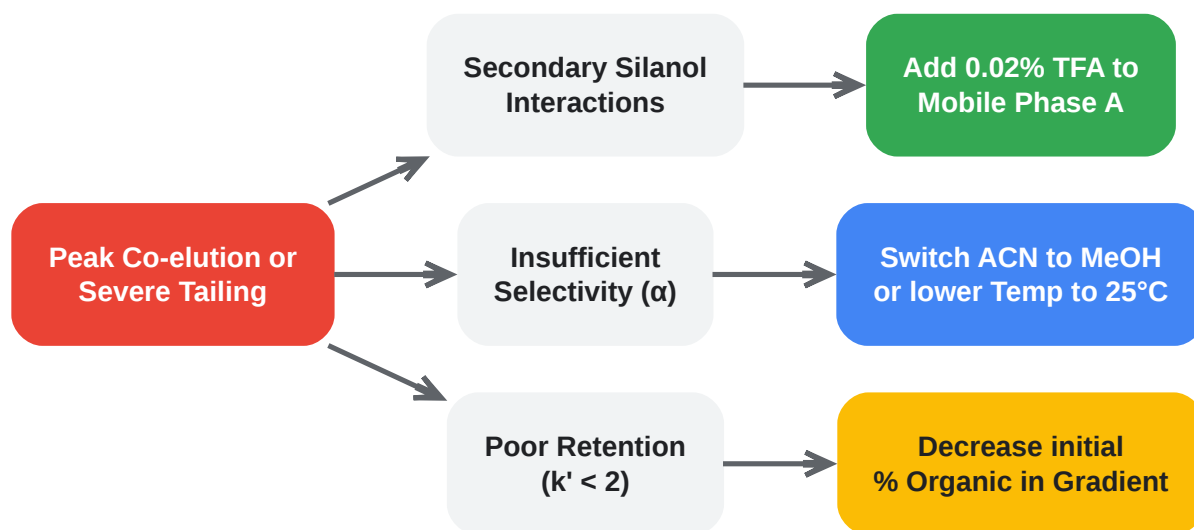 Secondary Silanol
Interactions
Add 0.02% TFA to
Mobile Phase A
Peak Co-elution or
Severe Tailing
Insufficient
Selectivity (α)
Switch ACN to MeOH
or lower Temp to 25°C
Poor Retention
(k' < 2)
Decrease initial
% Organic in Gradient